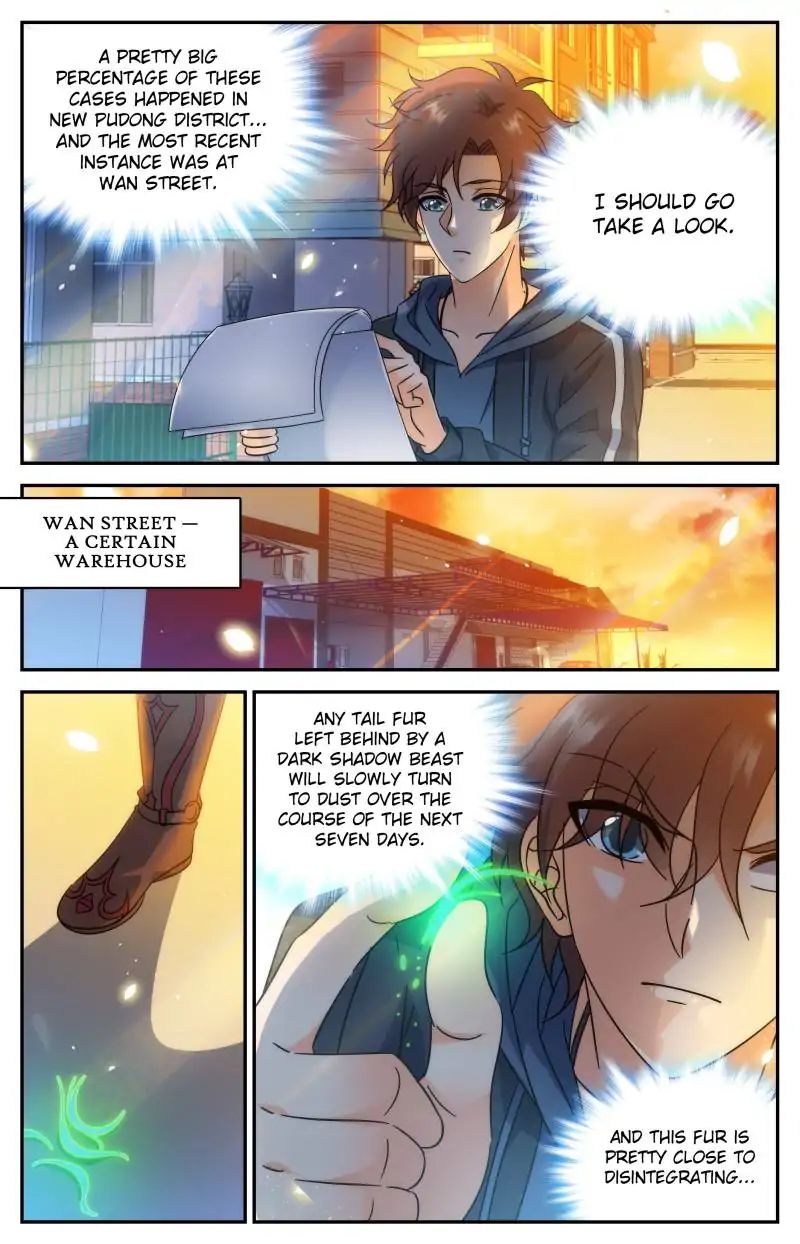 A PRETTY BIG
PERCENTAGE OF THESE
CASES HAPPENED IN
NEW PUDONG DISTRICT...
AND THE MOST RECENT
INSTANCE WAS AT
WAN STREET.
I SHOULD GO
TAKE A LOOK.
WAN STREET —
A CERTAIN
WAREHOUSE
ANY TAIL FUR
LEFT BEHIND BY A
DARK SHADOW BEAST
WILL SLOWLY TURN
TO DUST OVER THE
COURSE OF THE NEXT
SEVEN DAYS.
AND THIS FUR IS
PRETTY CLOSE TO
DISINTEGRATING...